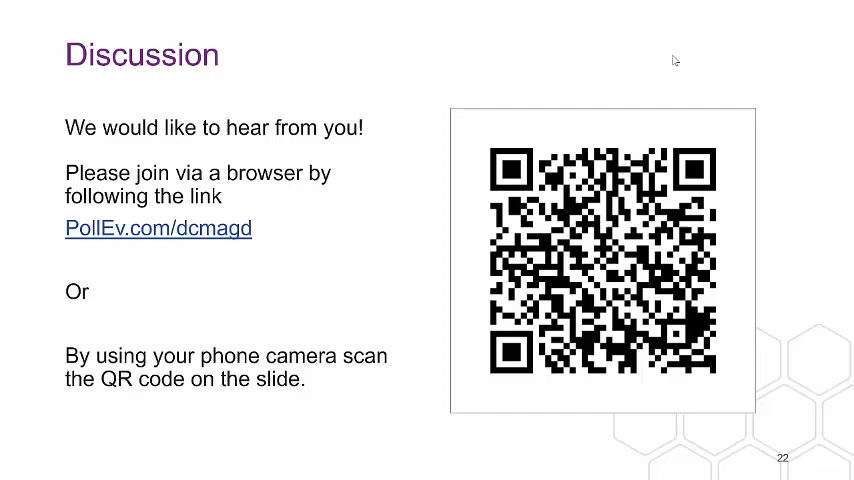 Discussion
We would like to hear from you!
Please join via a browser by
following the link
PollEv.com/dcmagd
Or
By using your phone camera scan
the QR code on the slide.
22